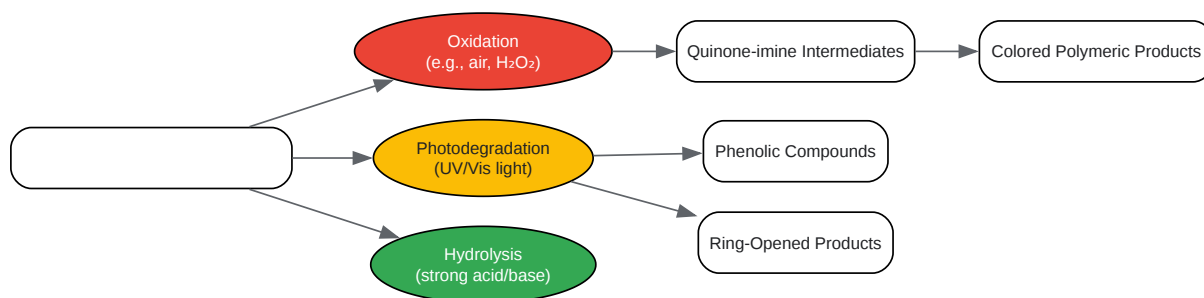 Oxidation
(e.g., air, H₂O₂)
Quinone-imine Intermediates
Colored Polymeric Products
Photodegradation
(UV/Vis light)
Phenolic Compounds
Ring-Opened Products
Hydrolysis
(strong acid/base)